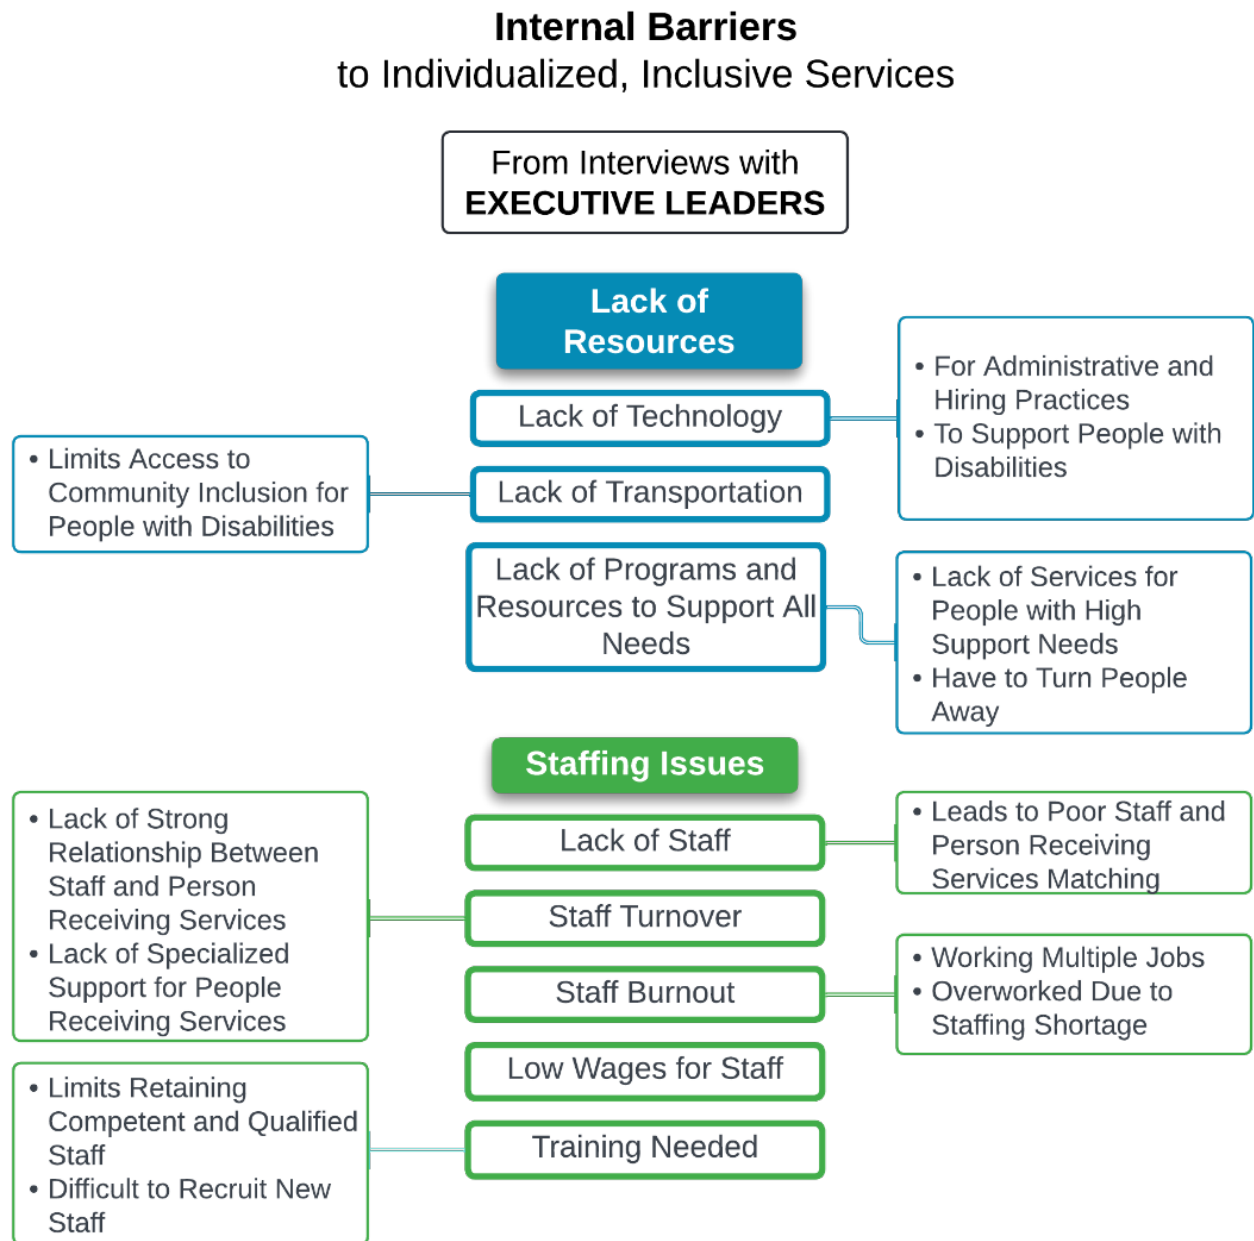 Internal Barriers
to Individualized, Inclusive Services
From Interviews with
EXECUTIVE LEADERS
Lack of
Resources
Lack of Technology
• For Administrative and
Hiring Practices
• To Support People with
Disabilities
Lack of Transportation
• Limits Access to
Community Inclusion for
People with Disabilities
Lack of Programs and
Resources to Support All
Needs
• Lack of Services for
People with High
Support Needs
• Have to Turn People
Away
Staffing Issues
Lack of Staff
• Leads to Poor Staff and
Person Receiving
Services Matching
Staff Turnover
• Lack of Strong
Relationship Between
Staff and Person
Receiving Services
• Lack of Specialized
Support for People
Receiving Services
Staff Burnout
• Working Multiple Jobs
• Overworked Due to
Staffing Shortage
Low Wages for Staff
Training Needed
• Limits Retaining
Competent and Qualified
Staff
• Difficult to Recruit New
Staff